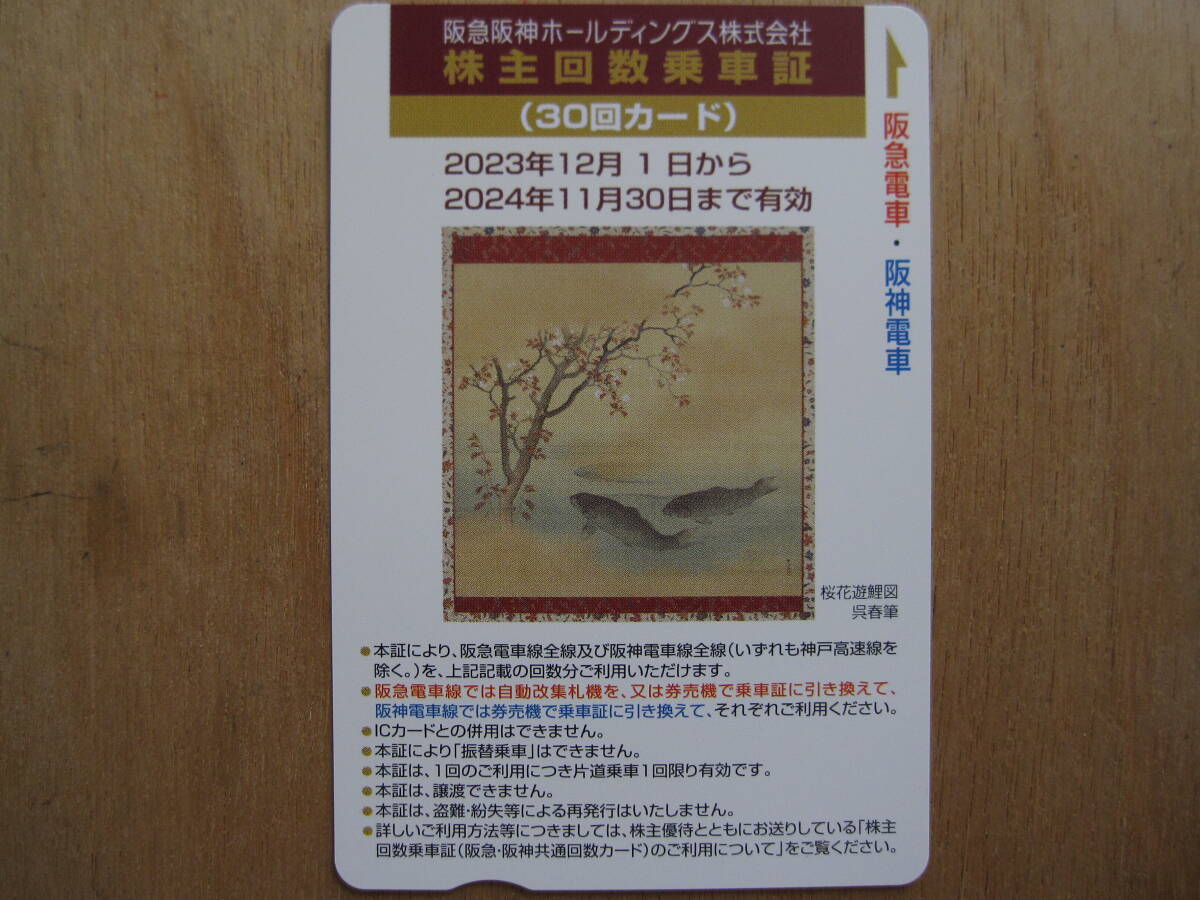 阪急阪神ホールディングス株式会社
株主回数乗車証
(30回カード)
2023年12月 1 日から
2024年11月30日まで有効
阪急電車・阪神電車
桜花遊鯉図
呉春筆
●本証により、阪急電車線全線及び阪神電車線全線(いずれも神戸高速線を
除く。)を、上記記載の回数分ご利用いただけます。
●阪急電車線では自動改集札機を、又は券売機で乗車証に引き換えて、
阪神電車線では券売機で乗車証に引き換えて、それぞれご利用ください。
●ICカードとの併用はできません。
●本証により「振替乗車」はできません。
●本証は、1回のご利用につき片道乗車1回限り有効です。
●本証は、譲渡できません。
●本証は、盗難・紛失等による再発行はいたしません。
●詳しいご利用方法等につきましては、株主優待とともにお送りしている「株主
回数乗車証(阪急・阪神共通回数カード)のご利用について」をご覧ください。